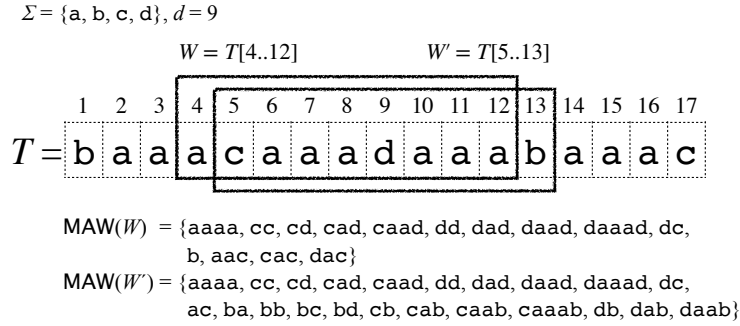 Σ = {a, b, c, d}, d = 9
W = T[4..12] W′ = T[5..13]
1 2 3 4 5 6 7 8 9 10 11 12 13 14 15 16 17
T = b a a a c a a a d a a a b a a a c
MAW(W) = {aaaa, cc, cd, cad, caad, dd, dad, daad, daaad, dc,
b, aac, cac, dac}
MAW(W′) = {aaaa, cc, cd, cad, caad, dd, dad, daad, daaad, dc,
ac, ba, bb, bc, bd, cb, cab, caab, caaab, db, dab, daab}